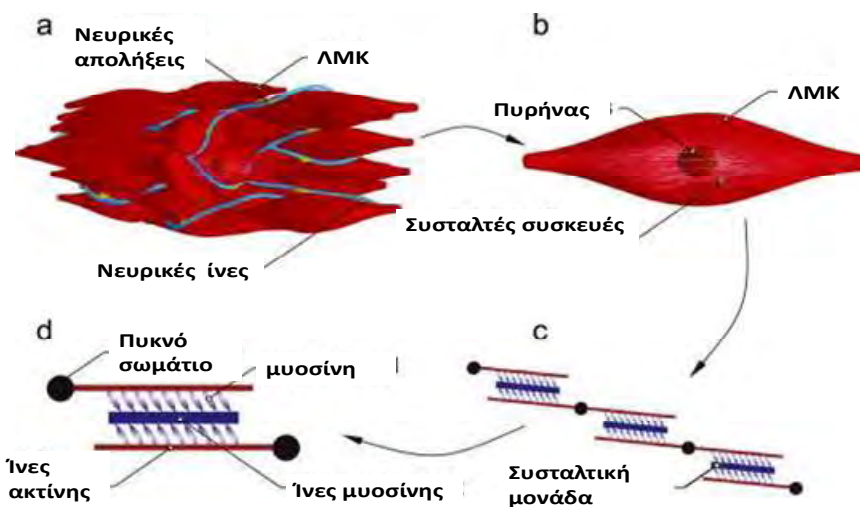 a
Νευρικές
απολήξεις
ΛΜΚ
Νευρικές ίνες
b
Πυρήνας
ΛΜΚ
Συσταλτές συσκευές
d
Πυκνό
σωμάτιο
μυοσίνη
Ίνες
ακτίνης
Ίνες μυοσίνης
c
Συσταλτική
μονάδα